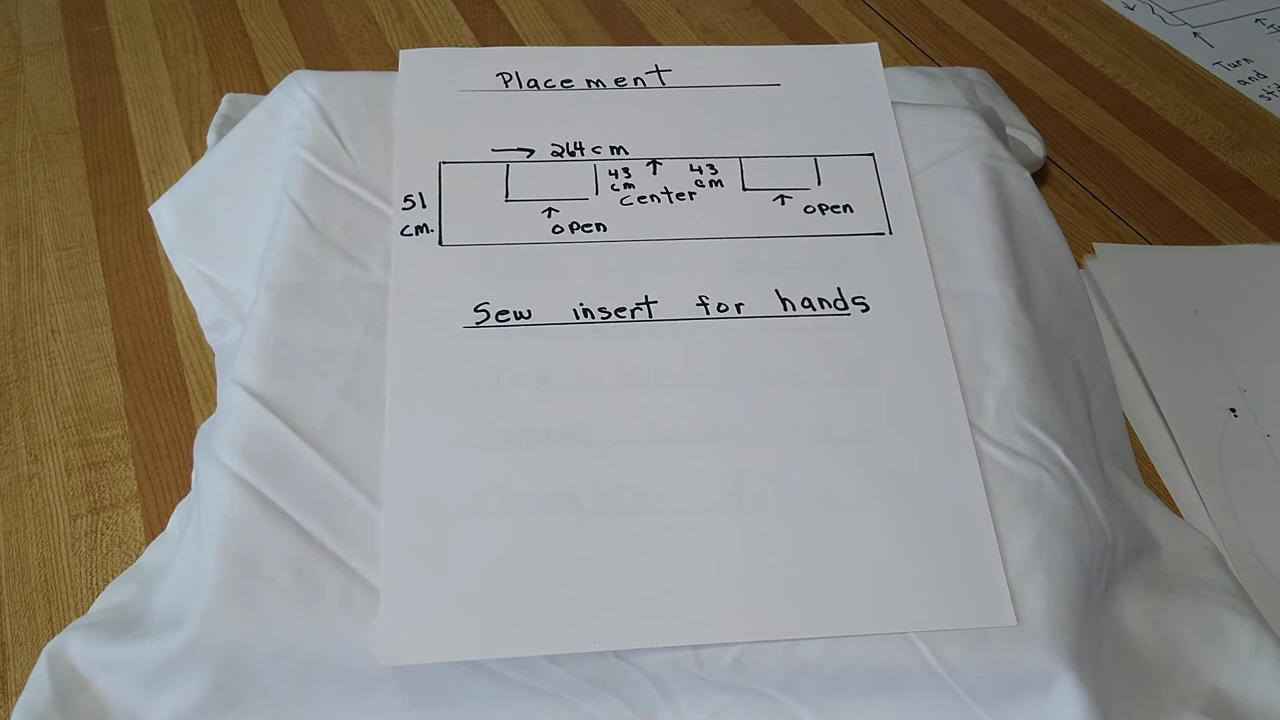 Placement
→ 264 cm
51
cm.
43
cm
↑
43
cm
center
↑
open
↑
open
Sew insert for hands
Turn
and